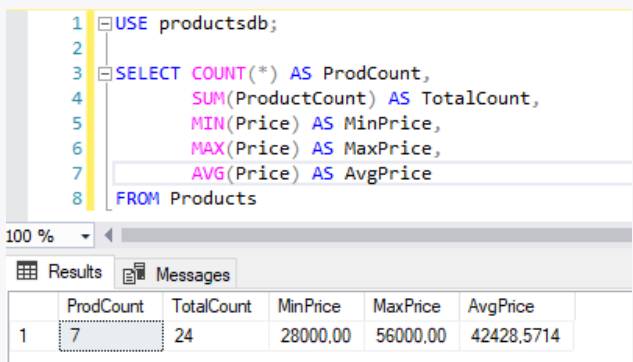 1 USE productsdb;
2
3 SELECT COUNT(*) AS ProdCount,
4 SUM(ProductCount) AS TotalCount,
5 MIN(Price) AS MinPrice,
6 MAX(Price) AS MaxPrice,
7 AVG(Price) AS AvgPrice
8 FROM Products
100 %
Results Messages
ProdCount TotalCount MinPrice MaxPrice AvgPrice
1 7 24 28000,00 56000,00 42428,5714